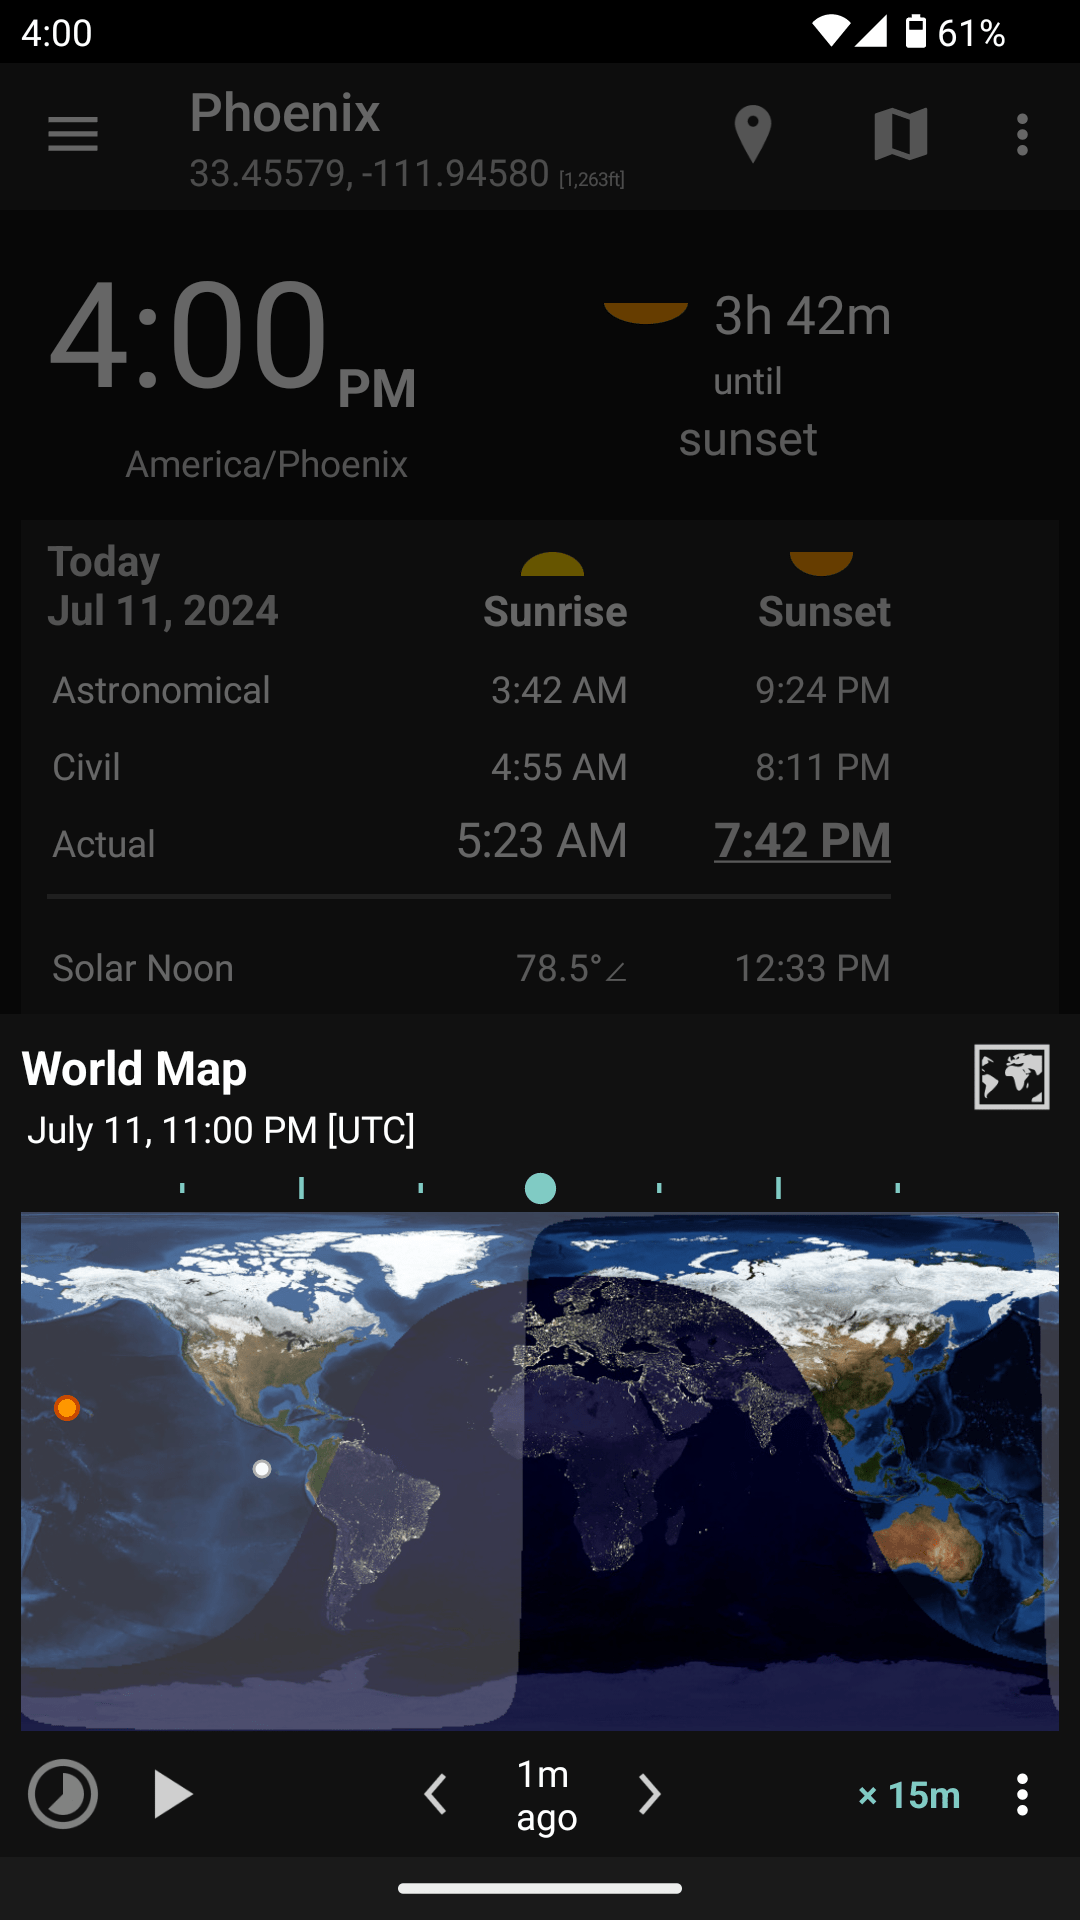 4:00
61%
Phoenix
33.45579, -111.94580 [1,263ft]
4:00 PM
America/Phoenix
3h 42m
until
sunset
Today
Jul 11, 2024
Sunrise
Sunset
Astronomical 3:42 AM 9:24 PM
Civil 4:55 AM 8:11 PM
Actual 5:23 AM 7:42 PM
Solar Noon 78.5°∠ 12:33 PM
World Map
July 11, 11:00 PM [UTC]
1m
ago
× 15m